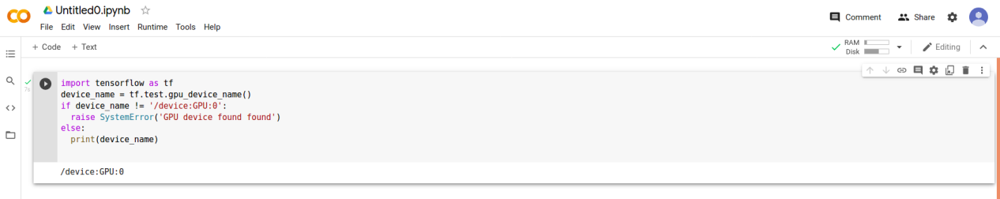 Untitled0.ipynb
File Edit View Insert Runtime Tools Help
Comment Share
+ Code + Text
RAM
Disk
Editing
7s
import tensorflow as tf
device_name = tf.test.gpu_device_name()
if device_name != '/device:GPU:0':
  raise SystemError('GPU device found found')
else:
  print(device_name)
/device:GPU:0